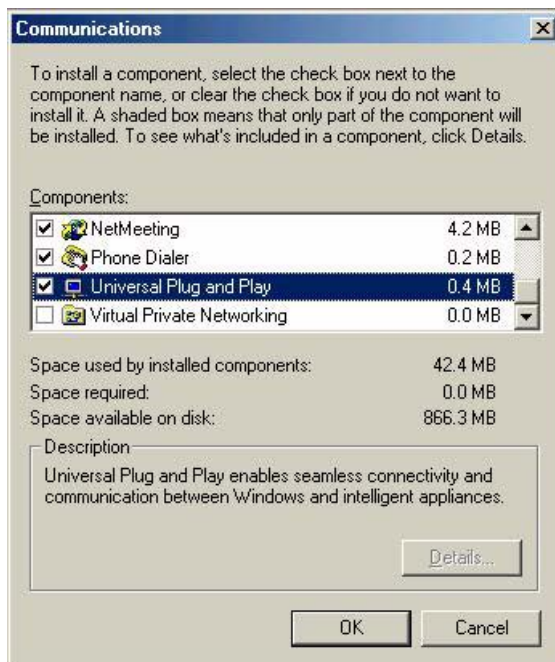 Communications
To install a component, select the check box next to the
component name, or clear the check box if you do not want to
install it. A shaded box means that only part of the component will
be installed. To see what's included in a component, click Details.
Components:
NetMeeting 4.2 MB
Phone Dialer 0.2 MB
Universal Plug and Play 0.4 MB
Virtual Private Networking 0.0 MB
Space used by installed components: 42.4 MB
Space required: 0.0 MB
Space available on disk: 866.3 MB
Description
Universal Plug and Play enables seamless connectivity and
communication between Windows and intelligent appliances.
Details...
OK Cancel